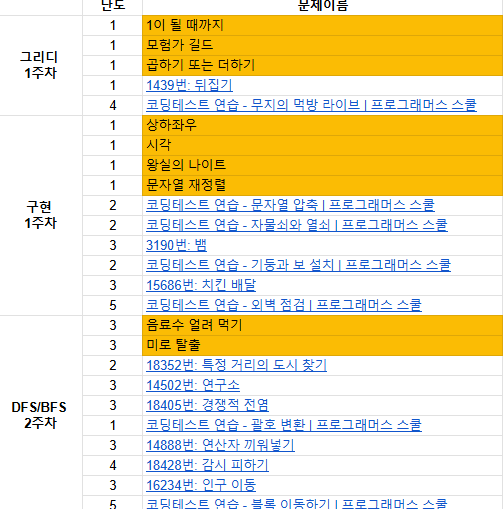 난도 문제이름
그리디
1주차
1 1이 될 때까지
1 모험가 길드
1 곱하기 또는 더하기
1 1439번: 뒤집기
4 코딩테스트 연습 - 무지의 먹방 라이브 | 프로그래머스 스쿨
구현
1주차
1 상하좌우
1 시각
1 왕실의 나이트
1 문자열 재정렬
2 코딩테스트 연습 - 문자열 압축 | 프로그래머스 스쿨
2 코딩테스트 연습 - 자물쇠와 열쇠 | 프로그래머스 스쿨
3 3190번: 뱀
2 코딩테스트 연습 - 기둥과 보 설치 | 프로그래머스 스쿨
3 15686번: 치킨 배달
5 코딩테스트 연습 - 외벽 점검 | 프로그래머스 스쿨
DFS/BFS
2주차
3 음료수 얼려 먹기
3 미로 탈출
2 18352번: 특정 거리의 도시 찾기
3 14502번: 연구소
3 18405번: 경쟁적 전염
1 코딩테스트 연습 - 괄호 변환 | 프로그래머스 스쿨
3 14888번: 연산자 끼워넣기
4 18428번: 감시 피하기
3 16234번: 인구 이동
5 코딩테스트 연습 - 블록 이동하기 | 프로그래머스 스쿨